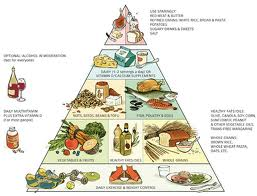 USE SPARINGLY:
RED MEAT & BUTTER
REFINED GRAINS: WHITE RICE, BREAD & PASTA
POTATOES
SUGARY DRINKS & SWEETS
SALT
OPTIONAL: ALCOHOL IN MODERATION
(Not for everyone)
DAIRY (1-2 servings a day) OR
VITAMIN D/CALCIUM SUPPLEMENTS
DAILY MULTIVITAMIN
PLUS EXTRA VITAMIN D
(For most people)
NUTS, SEEDS, BEANS & TOFU
FISH, POULTRY & EGGS
HEALTHY FATS/OILS:
OLIVE, CANOLA, SOY, CORN,
SUNFLOWER, PEANUT
& OTHER VEGETABLE OILS;
TRANS-FREE MARGARINE
WHOLE GRAINS:
BROWN RICE,
WHOLE WHEAT PASTA,
OATS, ETC.
VEGETABLES & FRUITS
HEALTHY FATS/OILS
WHOLE GRAINS
DAILY EXERCISE & WEIGHT CONTROL